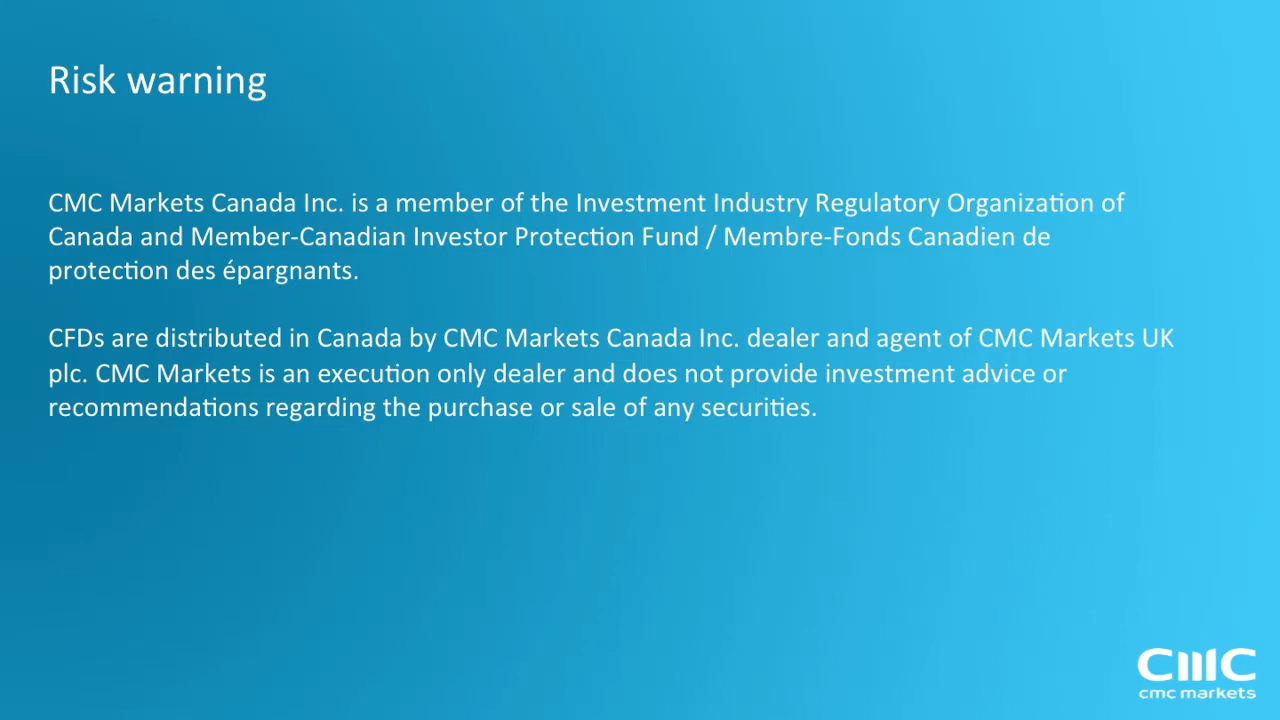 Risk warning
CMC Markets Canada Inc. is a member of the Investment Industry Regulatory Organization of
Canada and Member-Canadian Investor Protection Fund / Membre-Fonds Canadien de
protection des épargnants.
CFDs are distributed in Canada by CMC Markets Canada Inc. dealer and agent of CMC Markets UK
plc. CMC Markets is an execution only dealer and does not provide investment advice or
recommendations regarding the purchase or sale of any securities.
CMC
cmc markets